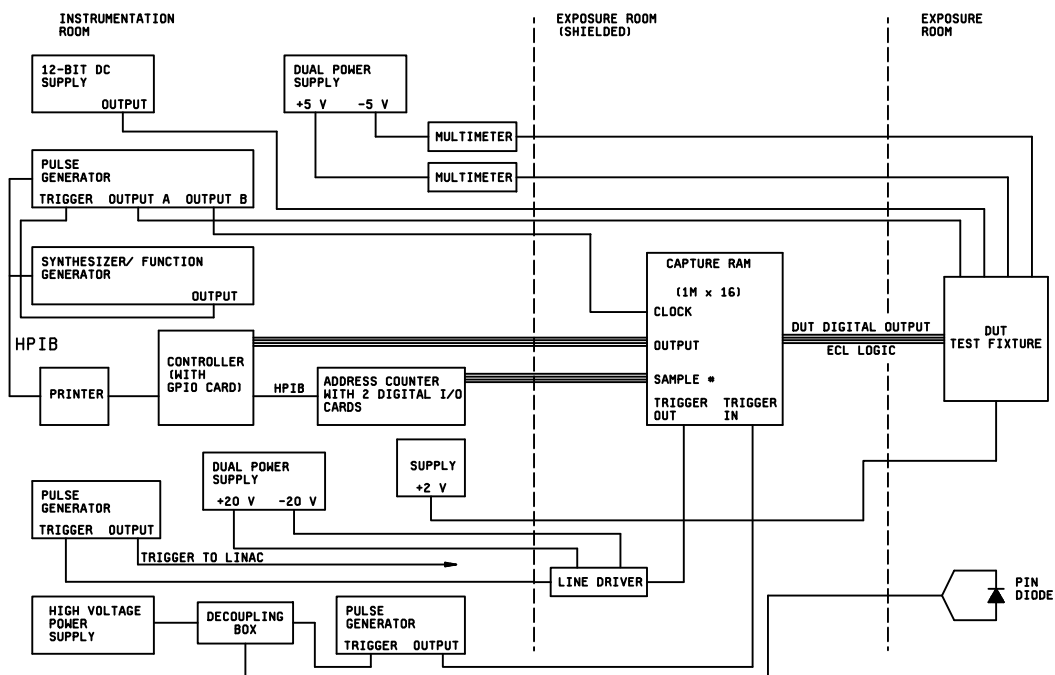 INSTRUMENTATION
ROOM
EXPOSURE ROOM
(SHIELDED)
EXPOSURE
ROOM
12-BIT DC
SUPPLY
OUTPUT
DUAL POWER
SUPPLY
+5 V -5 V
MULTIMETER
MULTIMETER
PULSE
GENERATOR
TRIGGER OUTPUT A OUTPUT B
SYNTHESIZER/ FUNCTION
GENERATOR
OUTPUT
CAPTURE RAM
(1M x 16)
CLOCK
OUTPUT
SAMPLE #
TRIGGER
OUT
TRIGGER
IN
DUT DIGITAL OUTPUT
ECL LOGIC
DUT
TEST FIXTURE
HPIB
PRINTER
CONTROLLER
(WITH
GPIO CARD)
HPIB
ADDRESS COUNTER
WITH 2 DIGITAL I/O
CARDS
DUAL POWER
SUPPLY
+20 V -20 V
SUPPLY
+2 V
PULSE
GENERATOR
TRIGGER OUTPUT
TRIGGER TO LINAC
LINE DRIVER
HIGH VOLTAGE
POWER
SUPPLY
DECOUPLING
BOX
PULSE
GENERATOR
TRIGGER OUTPUT
PIN
DIODE